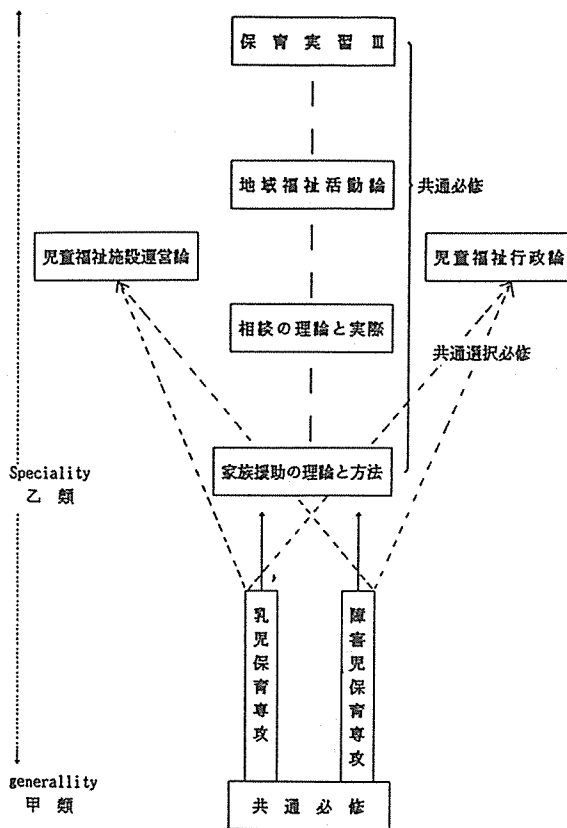 保育実習Ⅲ
地域福祉活動論
共通必修
児童福祉施設運営論
児童福祉行政論
相談の理論と実際
共通選択必修
家族援助の理論と方法
Speciality
乙類
乳児保育専攻
障害児保育専攻
generallity
甲類
共通必修